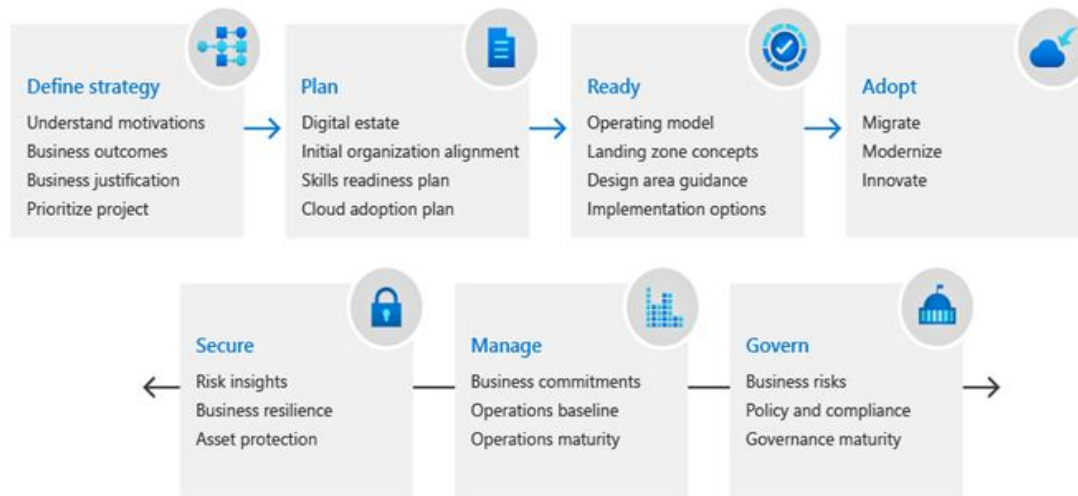 Define strategy
Understand motivations
Business outcomes
Business justification
Prioritize project
Plan
Digital estate
Initial organization alignment
Skills readiness plan
Cloud adoption plan
Ready
Operating model
Landing zone concepts
Design area guidance
Implementation options
Adopt
Migrate
Modernize
Innovate
Secure
Risk insights
Business resilience
Asset protection
Manage
Business commitments
Operations baseline
Operations maturity
Govern
Business risks
Policy and compliance
Governance maturity